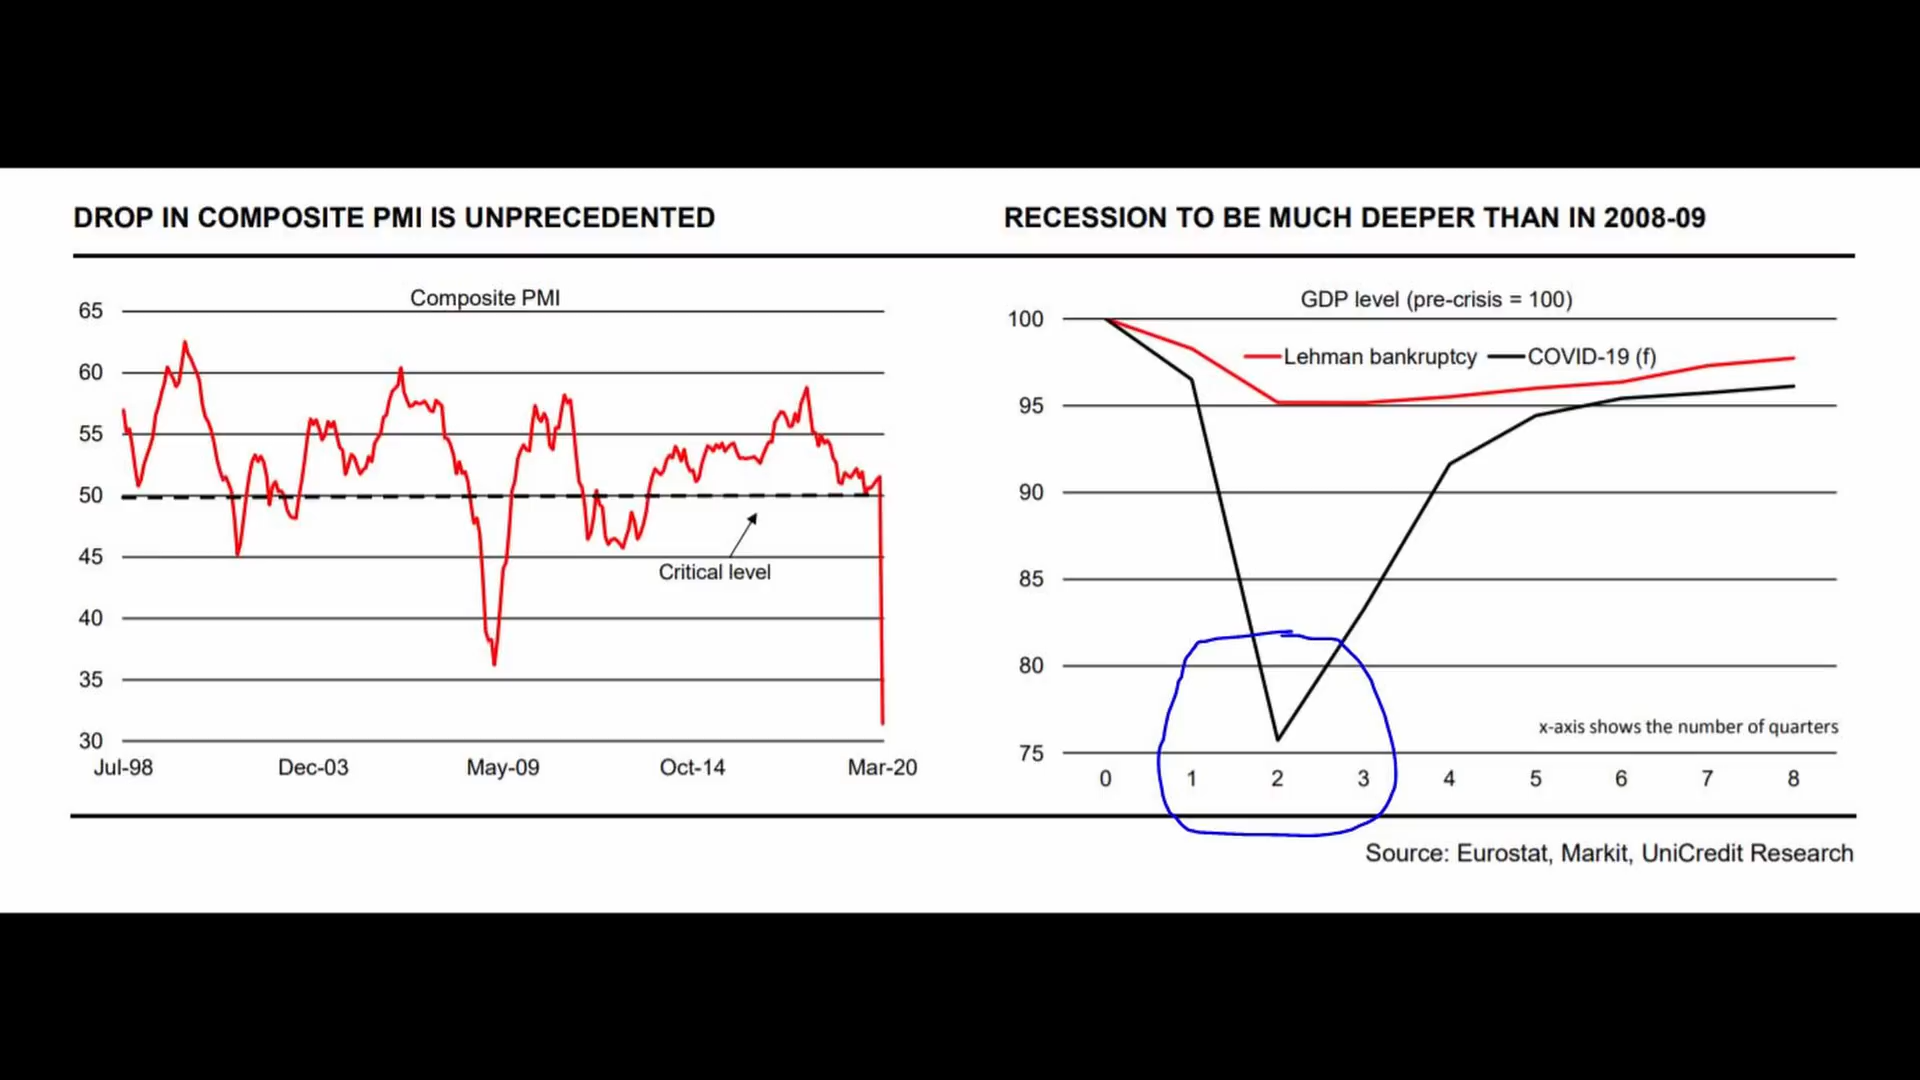 DROP IN COMPOSITE PMI IS UNPRECEDENTED
Composite PMI
65
60
55
50
45
40
35
30
Critical level
Jul-98 Dec-03 May-09 Oct-14 Mar-20
RECESSION TO BE MUCH DEEPER THAN IN 2008-09
GDP level (pre-crisis = 100)
Lehman bankruptcy COVID-19 (f)
100
95
90
85
80
75
x-axis shows the number of quarters
0 1 2 3 4 5 6 7 8
Source: Eurostat, Markit, UniCredit Research